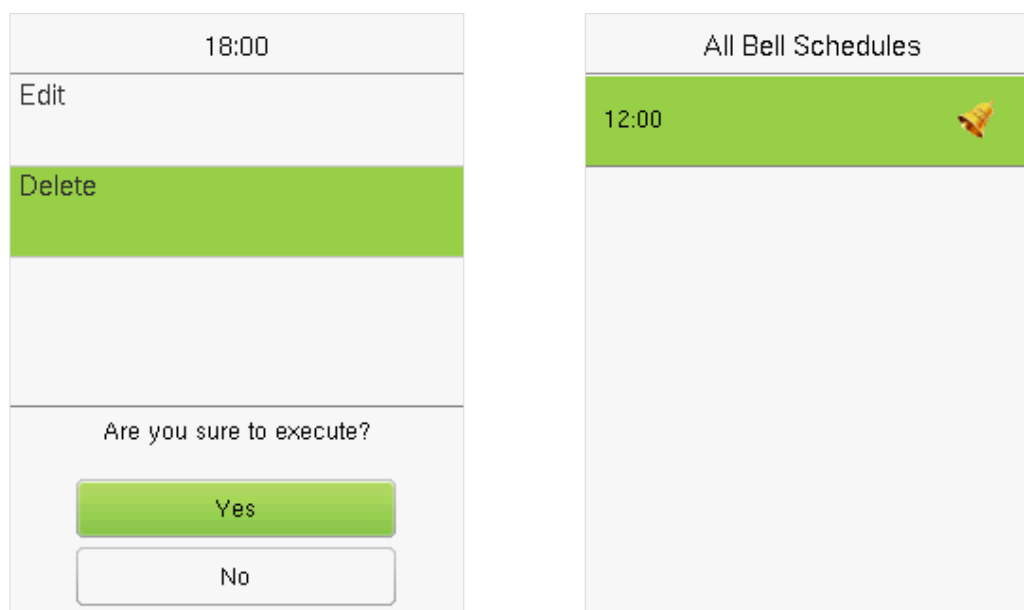 18:00
Edit
Delete
Are you sure to execute?
Yes
No
All Bell Schedules
12:00